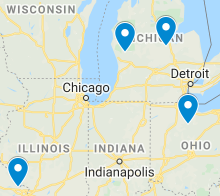 WISCONSIN
MICHIGAN
Detroit
Chicago
ILLINOIS
INDIANA
OHIO
Indianapolis